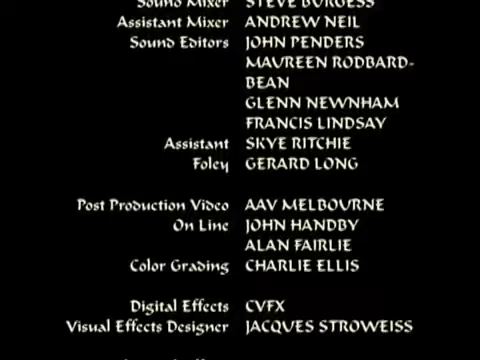 Sound Mixer STEVE BURGESS
Assistant Mixer ANDREW NEIL
Sound Editors JOHN PENDERS
MAUREEN RODBARD-
BEAN
GLENN NEWNHAM
FRANCIS LINDSAY
Assistant SKYE RITCHIE
Foley GERARD LONG
Post Production Video AAV MELBOURNE
On Line JOHN HANDBY
ALAN FAIRLIE
Color Grading CHARLIE ELLIS
Digital Effects CVFX
Visual Effects Designer JACQUES STROWEISS